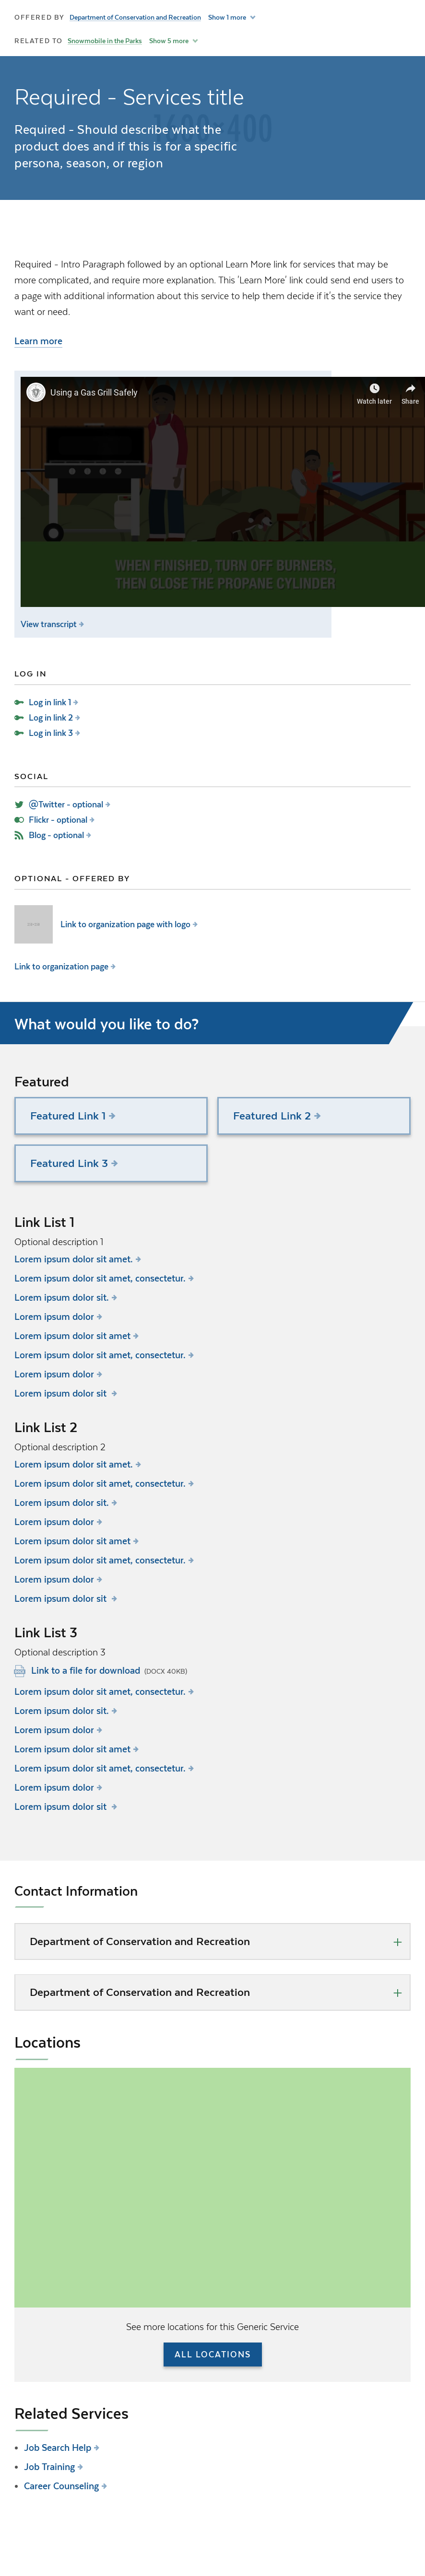 OFFERED BY Department of Conservation and Recreation Show 1 more
RELATED TO Snowmobile in the Parks Show 5 more
Required - Services title
1600×400
Required - Should describe what the
product does and if this is for a specific
persona, season, or region
Required - Intro Paragraph followed by an optional Learn More link for services that may be
more complicated, and require more explanation. This 'Learn More' link could send end users to
a page with additional information about this service to help them decide if it's the service they
want or need.
Learn more
Using a Gas Grill Safely
Watch later
Share
WHEN FINISHED, TURN OFF BURNERS,
THEN CLOSE THE PROPANE CYLINDER
View transcript
LOG IN
Log in link 1
Log in link 2
Log in link 3
SOCIAL
@Twitter - optional
Flickr - optional
Blog - optional
OPTIONAL - OFFERED BY
Link to organization page with logo
Link to organization page
What would you like to do?
Featured
Featured Link 1
Featured Link 2
Featured Link 3
Link List 1
Optional description 1
Lorem ipsum dolor sit amet.
Lorem ipsum dolor sit amet, consectetur.
Lorem ipsum dolor sit.
Lorem ipsum dolor
Lorem ipsum dolor sit amet
Lorem ipsum dolor sit amet, consectetur.
Lorem ipsum dolor
Lorem ipsum dolor sit
Link List 2
Optional description 2
Lorem ipsum dolor sit amet.
Lorem ipsum dolor sit amet, consectetur.
Lorem ipsum dolor sit.
Lorem ipsum dolor
Lorem ipsum dolor sit amet
Lorem ipsum dolor sit amet, consectetur.
Lorem ipsum dolor
Lorem ipsum dolor sit
Link List 3
Optional description 3
Link to a file for download (DOCX 40KB)
Lorem ipsum dolor sit amet, consectetur.
Lorem ipsum dolor sit.
Lorem ipsum dolor
Lorem ipsum dolor sit amet
Lorem ipsum dolor sit amet, consectetur.
Lorem ipsum dolor
Lorem ipsum dolor sit
Contact Information
Department of Conservation and Recreation
Department of Conservation and Recreation
Locations
See more locations for this Generic Service
ALL LOCATIONS
Related Services
Job Search Help
Job Training
Career Counseling